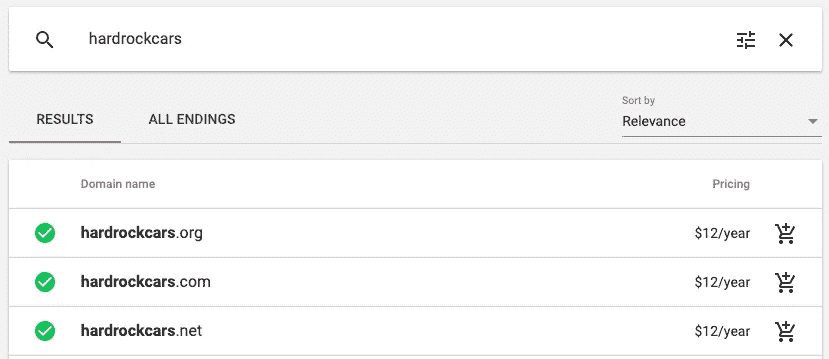 hardrockcars
RESULTS ALL ENDINGS
Sort by
Relevance
Domain name Pricing
hardrockcars.org $12/year
hardrockcars.com $12/year
hardrockcars.net $12/year